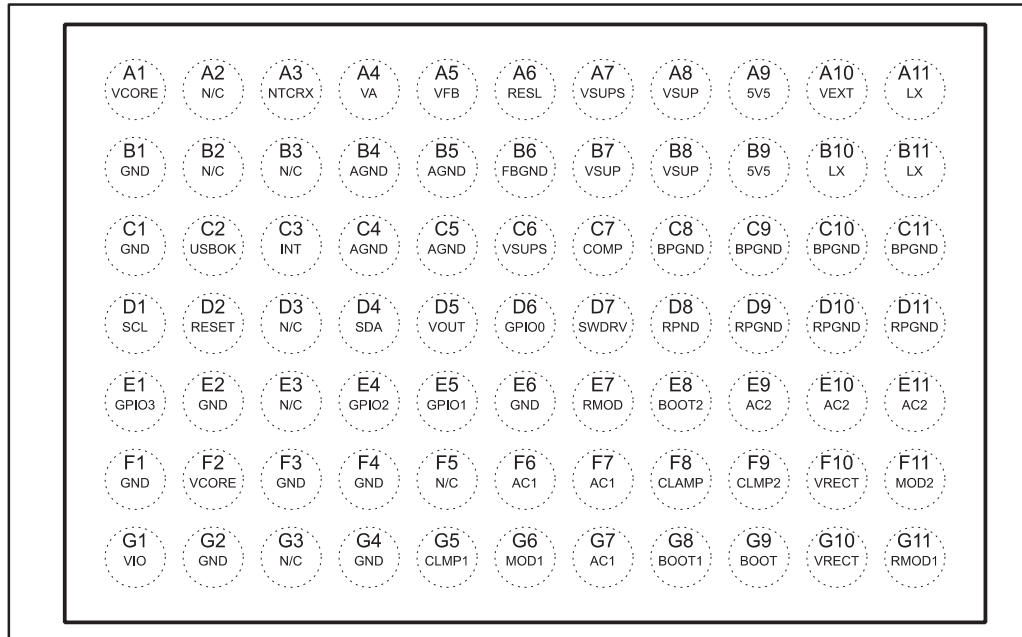 A1 A2 A3 A4 A5 A6 A7 A8 A9 A10 A11
VCORE N/C NTCRX VA VFB RESL VSUPS VSUP 5V5 VEXT LX
B1 B2 B3 B4 B5 B6 B7 B8 B9 B10 B11
GND N/C N/C AGND AGND FBGND VSUP VSUP 5V5 LX LX
C1 C2 C3 C4 C5 C6 C7 C8 C9 C10 C11
GND USBOK INT AGND AGND VSUPS COMP BPGND BPGND BPGND BPGND
D1 D2 D3 D4 D5 D6 D7 D8 D9 D10 D11
SCL RESET N/C SDA VOUT GPIO0 SWDRV RPND RPGND RPGND RPGND
E1 E2 E3 E4 E5 E6 E7 E8 E9 E10 E11
GPIO3 GND N/C GPIO2 GPIO1 GND RMOD BOOT2 AC2 AC2 AC2
F1 F2 F3 F4 F5 F6 F7 F8 F9 F10 F11
GND VCORE GND GND N/C AC1 AC1 CLAMP CLMP2 VRECT MOD2
G1 G2 G3 G4 G5 G6 G7 G8 G9 G10 G11
VIO GND N/C GND CLMP1 MOD1 AC1 BOOT1 BOOT VRECT RMOD1